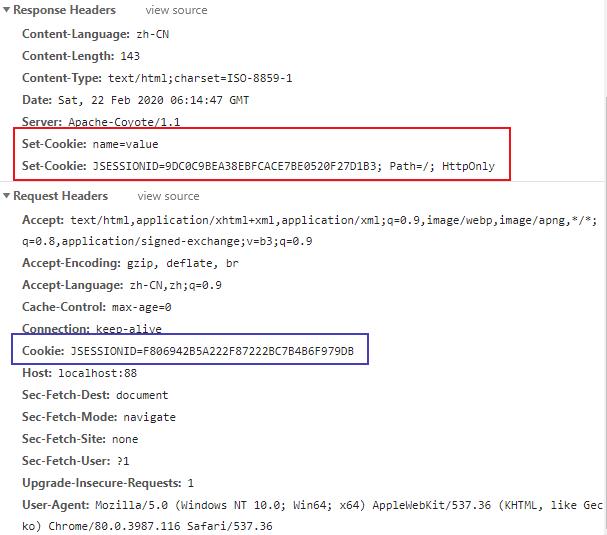 Response Headers view source
Content-Language: zh-CN
Content-Length: 143
Content-Type: text/html;charset=ISO-8859-1
Date: Sat, 22 Feb 2020 06:14:47 GMT
Server: Apache-Coyote/1.1
Set-Cookie: name=value
Set-Cookie: JSESSIONID=9DC0C9BEA38EBFCACE7BE0520F27D1B3; Path=/; HttpOnly
Request Headers view source
Accept: text/html,application/xhtml+xml,application/xml;q=0.9,image/webp,image/apng,*/*;
q=0.8,application/signed-exchange;v=b3;q=0.9
Accept-Encoding: gzip, deflate, br
Accept-Language: zh-CN,zh;q=0.9
Cache-Control: max-age=0
Connection: keep-alive
Cookie: JSESSIONID=F806942B5A222F87222BC7B4B6F979DB
Host: localhost:88
Sec-Fetch-Dest: document
Sec-Fetch-Mode: navigate
Sec-Fetch-Site: none
Sec-Fetch-User: ?1
Upgrade-Insecure-Requests: 1
User-Agent: Mozilla/5.0 (Windows NT 10.0; Win64; x64) AppleWebKit/537.36 (KHTML, like Gec
ko) Chrome/80.0.3987.116 Safari/537.36